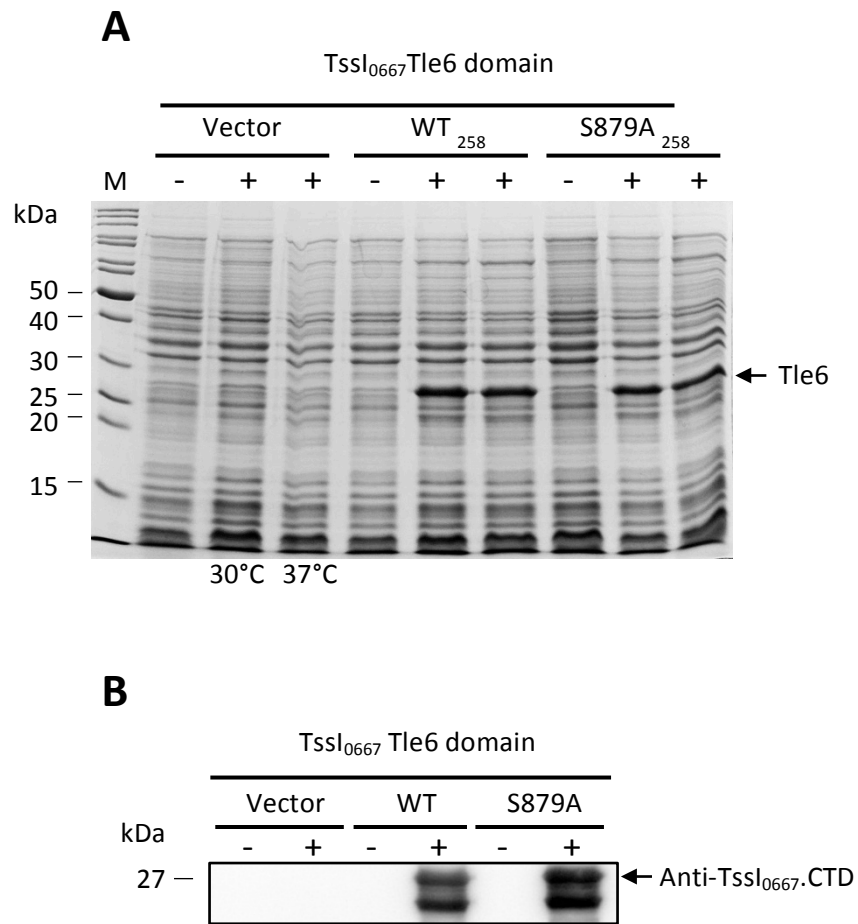 A
TssI0667Tle6 domain
Vector WT 258 S879A 258
M - + + - + + - + +
kDa
50
40
30
Tle6
25
20
15
30°C 37°C
B
TssI0667 Tle6 domain
Vector WT S879A
kDa
- + - + - +
27 Anti-TssI0667.CTD